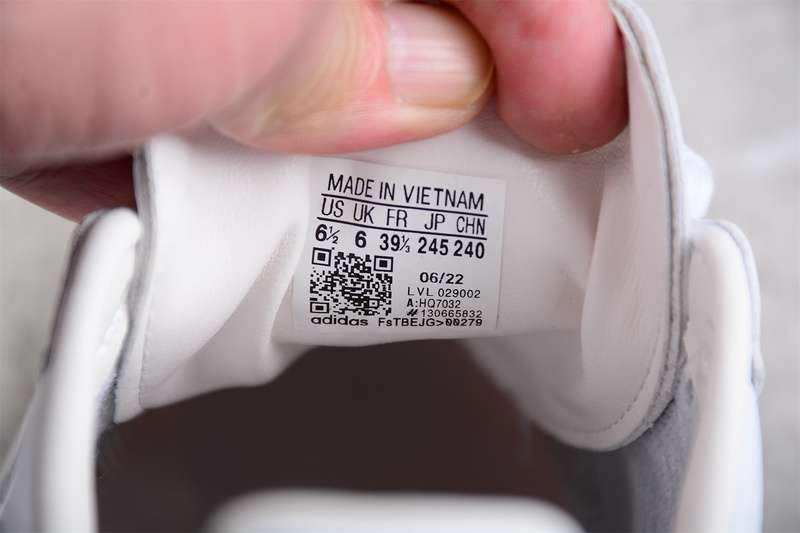 MADE IN VIETNAM
US UK FR JP CHN
6½ 6 39⅓ 245 240
06/22
LVL 029002
A:HQ7032
#130665832
adidas FsTBEJG>00279